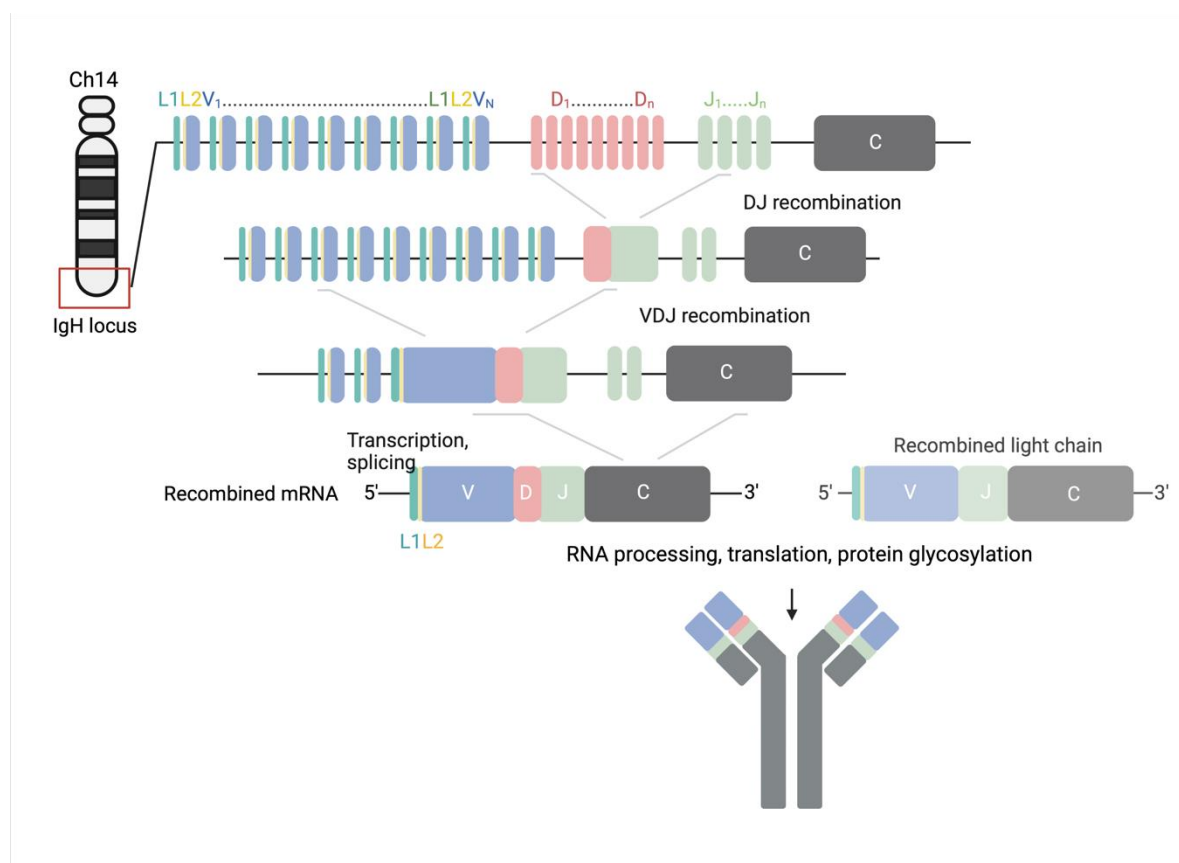 Ch14
L1L2V1........................................L1L2VN
D1............Dn
J1.....Jn
C
DJ recombination
C
IgH locus
VDJ recombination
C
Transcription,
splicing
Recombined light chain
Recombined mRNA 5' V D J C 3'
5' V J C 3'
L1L2
RNA processing, translation, protein glycosylation